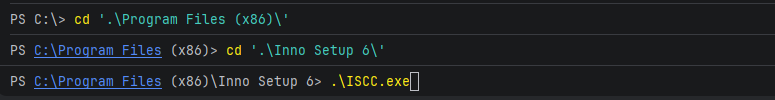 PS C:\> cd '.\Program Files (x86)\'
PS C:\Program Files (x86)> cd '.\Inno Setup 6\'
PS C:\Program Files (x86)\Inno Setup 6> .\ISCC.exe